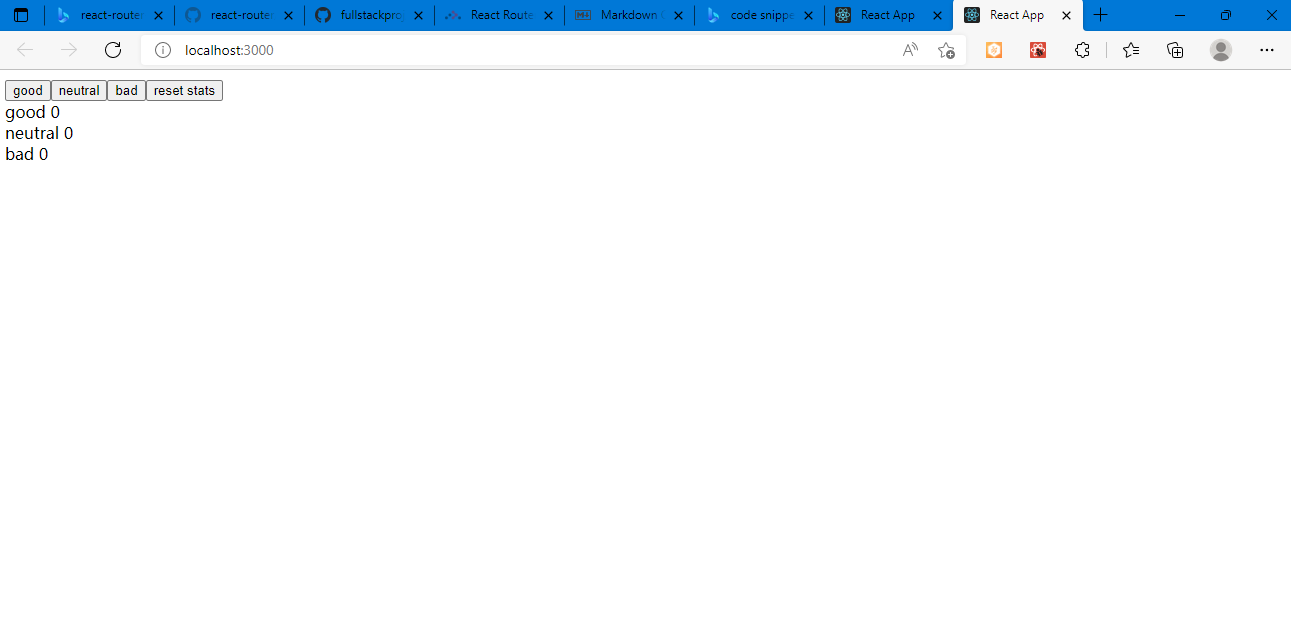 react-router
react-router
fullstackpro
React Route
Markdown
code snippe
React App
React App
localhost:3000
good
neutral
bad
reset stats
good 0
neutral 0
bad 0